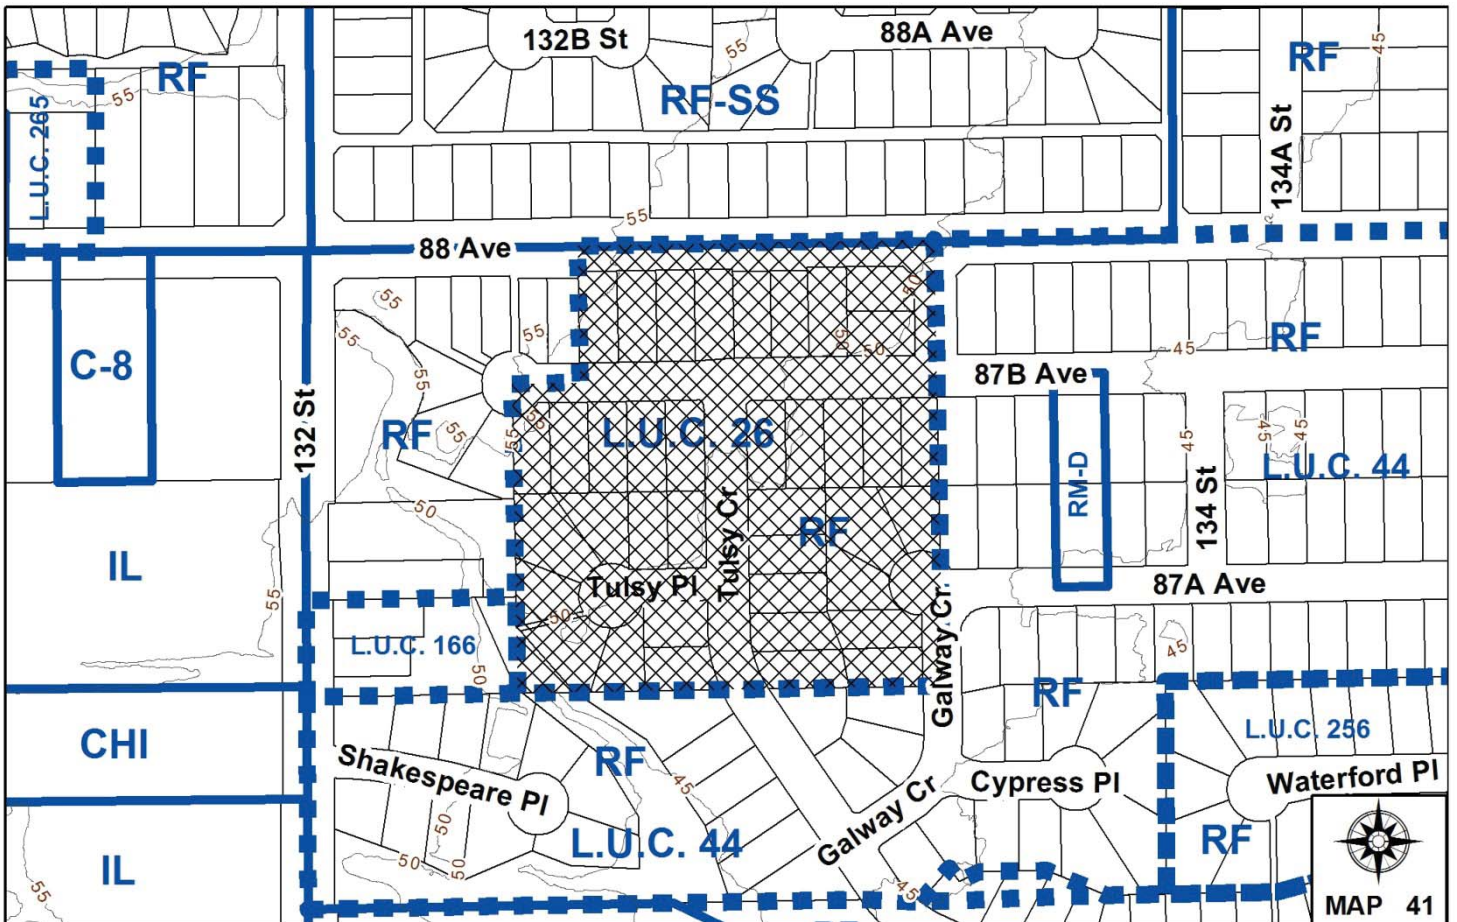 132B St
88A Ave
55
45
RF
RF
55
RF-SS
L.U.C. 265
134A St
55
88 Ave
50
55
55
55
45
RF
50
50
C-8
87B Ave
55
132 St
RF
55
55
55
L.U.C. 26
45
45
45
L.U.C. 44
RM-D
50
Tulsy Cr
RF
134 St
IL
55
Tulsy Pl
87A Ave
50
L.U.C. 166
50
Galway Cr
45
RF
CHI
L.U.C. 256
Shakespeare Pl
RF
45
Cypress Pl
Waterford Pl
50
Galway Cr
L.U.C. 44
RF
50
50
IL
55
45
MAP 41